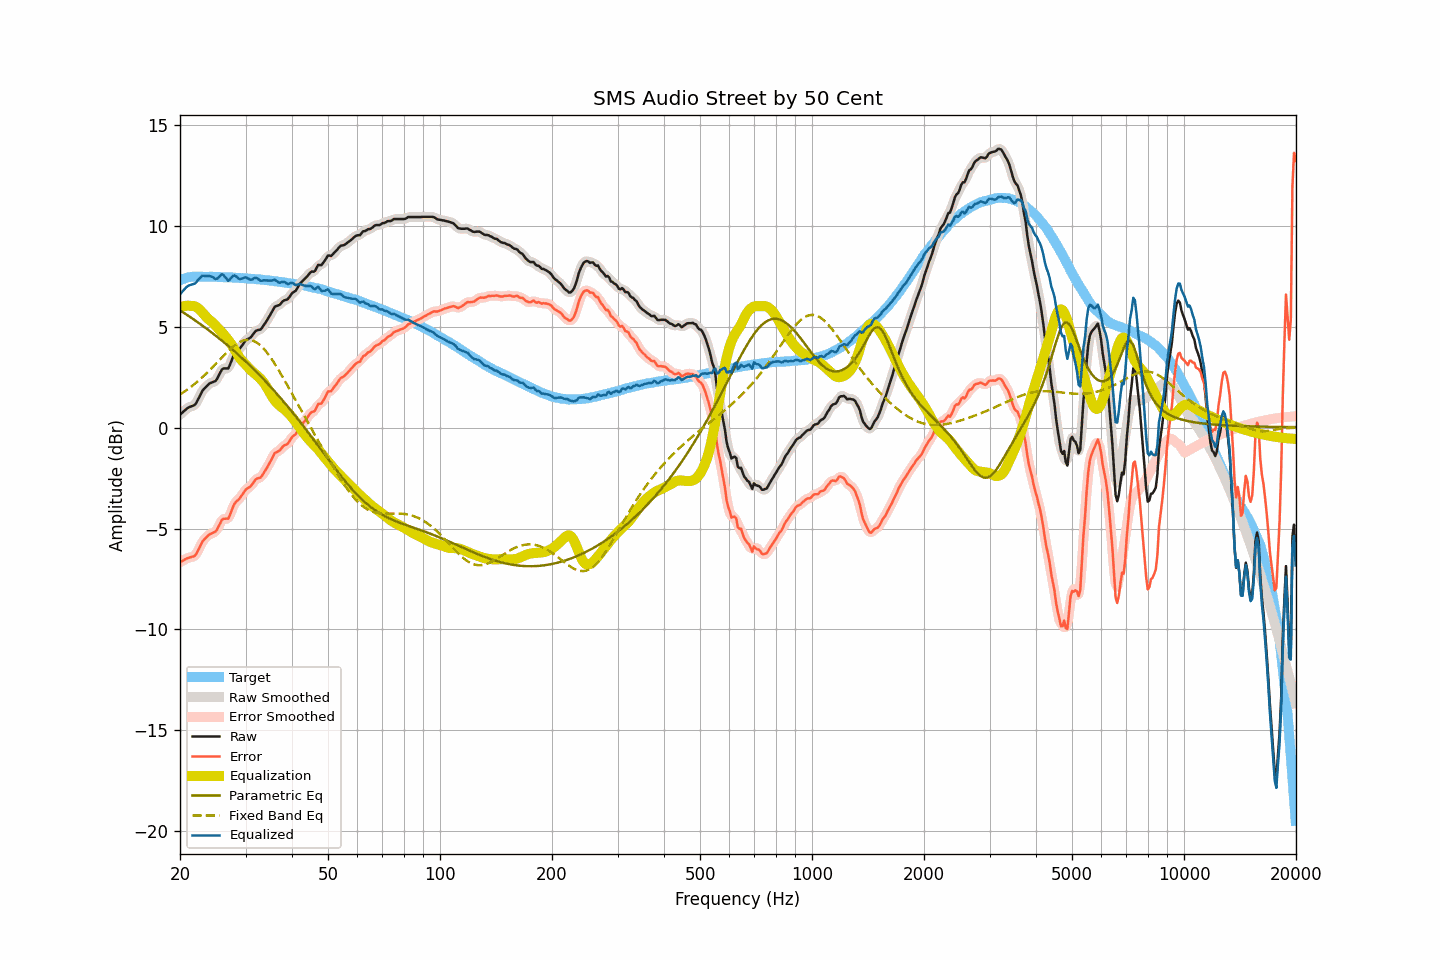 SMS Audio Street by 50 Cent
15
10
5
0
−5
−10
−15
−20
Amplitude (dBr)
Target
Raw Smoothed
Error Smoothed
Raw
Error
Equalization
Parametric Eq
Fixed Band Eq
Equalized
20 50 100 200 500 1000 2000 5000 10000 20000
Frequency (Hz)